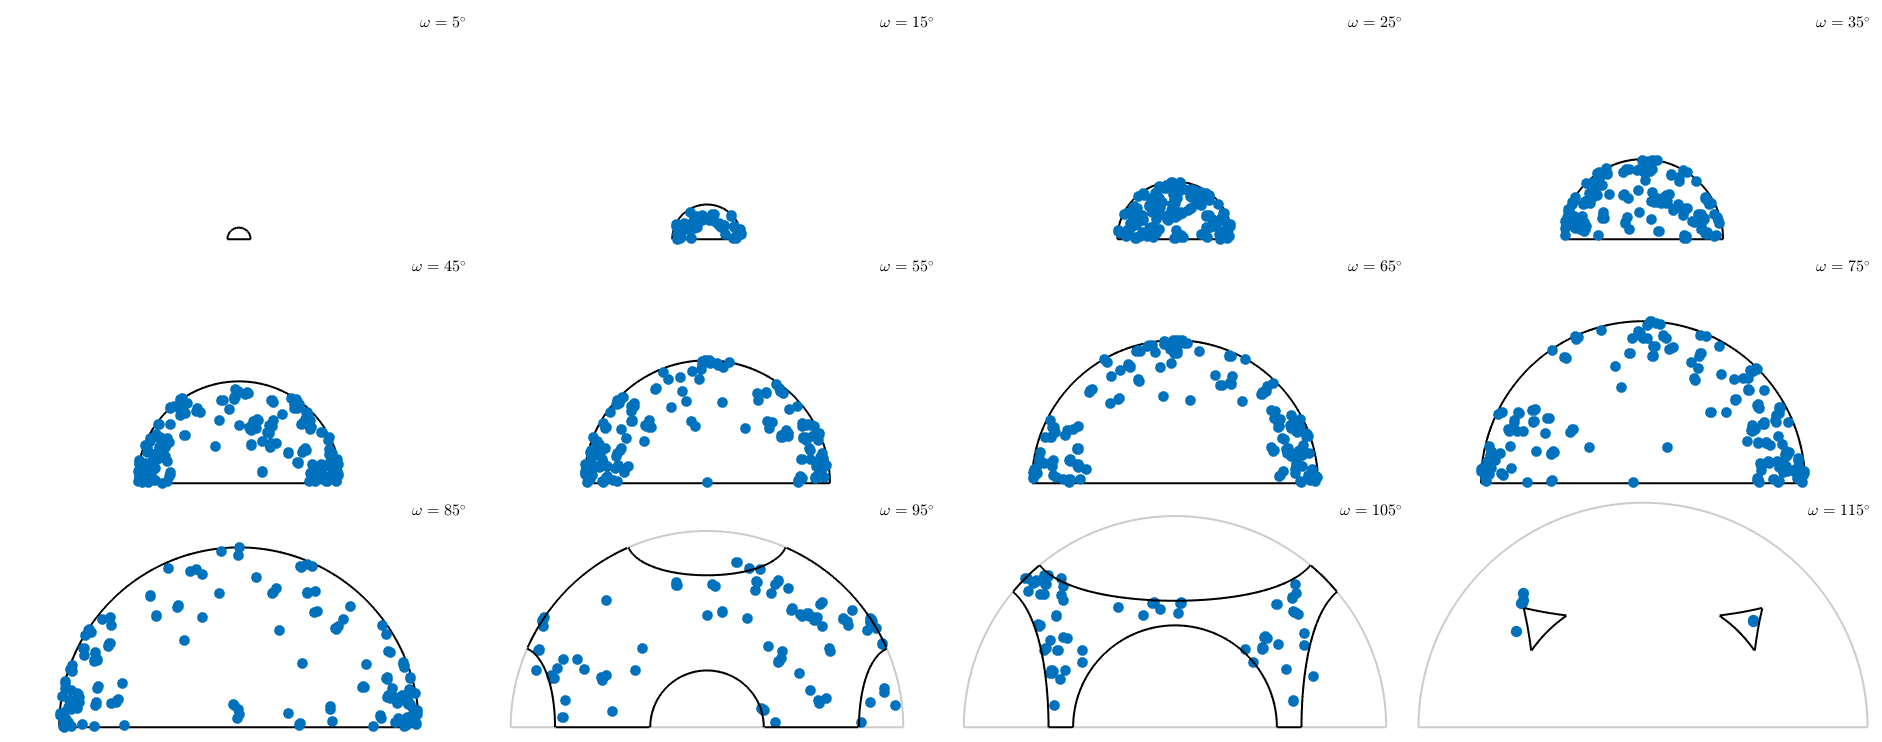 ω = 5°
ω = 15°
ω = 25°
ω = 35°
ω = 45°
ω = 55°
ω = 65°
ω = 75°
ω = 85°
ω = 95°
ω = 105°
ω = 115°